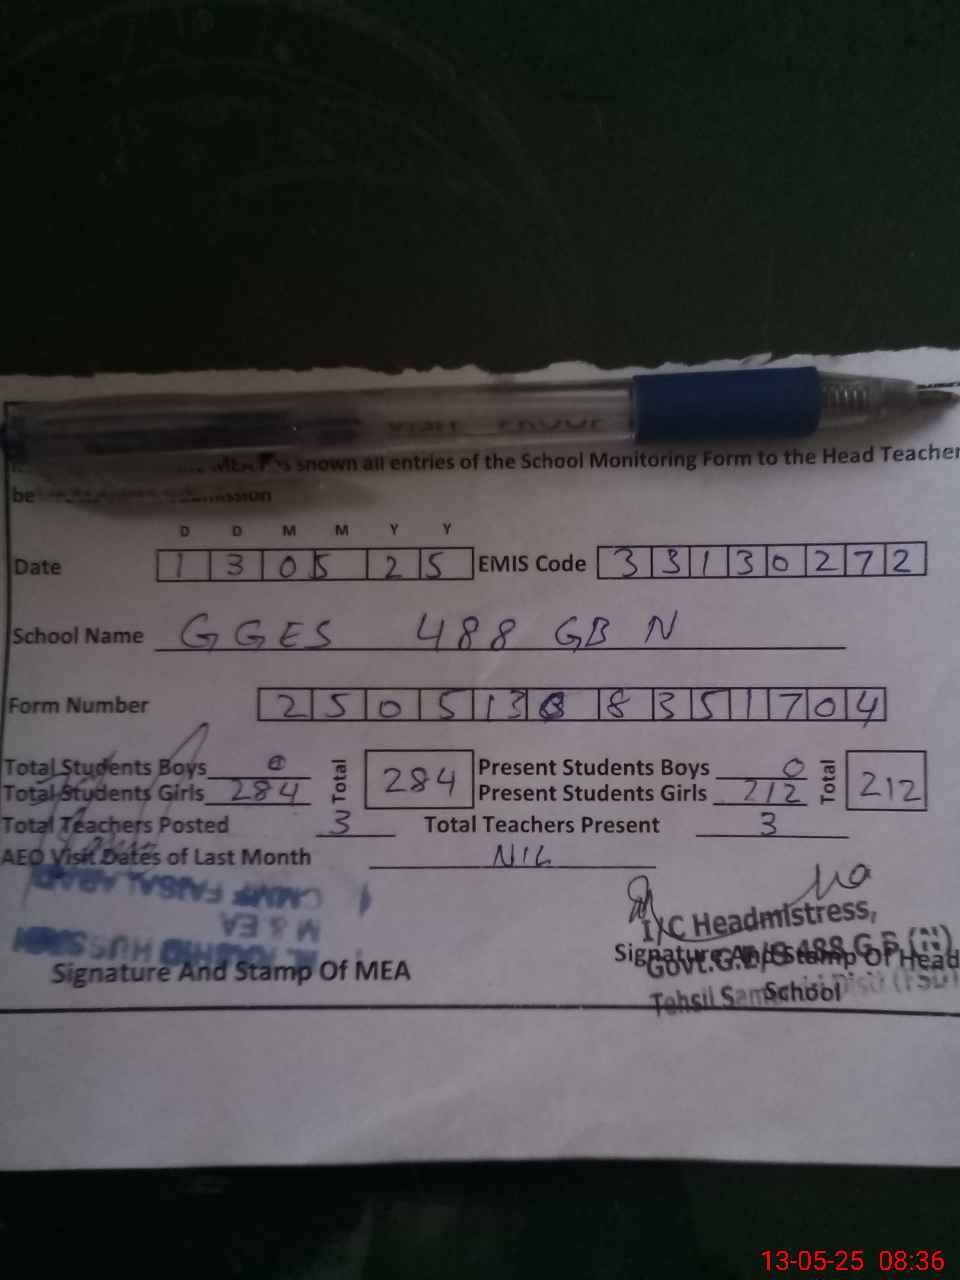 shown all entries of the School Monitoring Form to the Head Teacher
be
D D M M Y Y
Date 1 3 0 5 2 5 EMIS Code 3 3 1 3 0 2 7 2
School Name GGES 488 GB N
Form Number 2 5 0 5 1 3 0 8 3 5 1 7 0 4
Total Students Boys 0 Total 284 Present Students Boys 0 Total 212
Total Students Girls 284 Present Students Girls 212
Total Teachers Posted 3 Total Teachers Present 3
AEO Visit Dates of Last Month NIL
CMMF FAISALABAD
M & EA
I/C Headmistress,
Signature And Stamp Of MEA
Signature And Stamp Of Head
Govt.G.E/S 488 G.B (N)
School
Tehsil
13-05-25 08:36